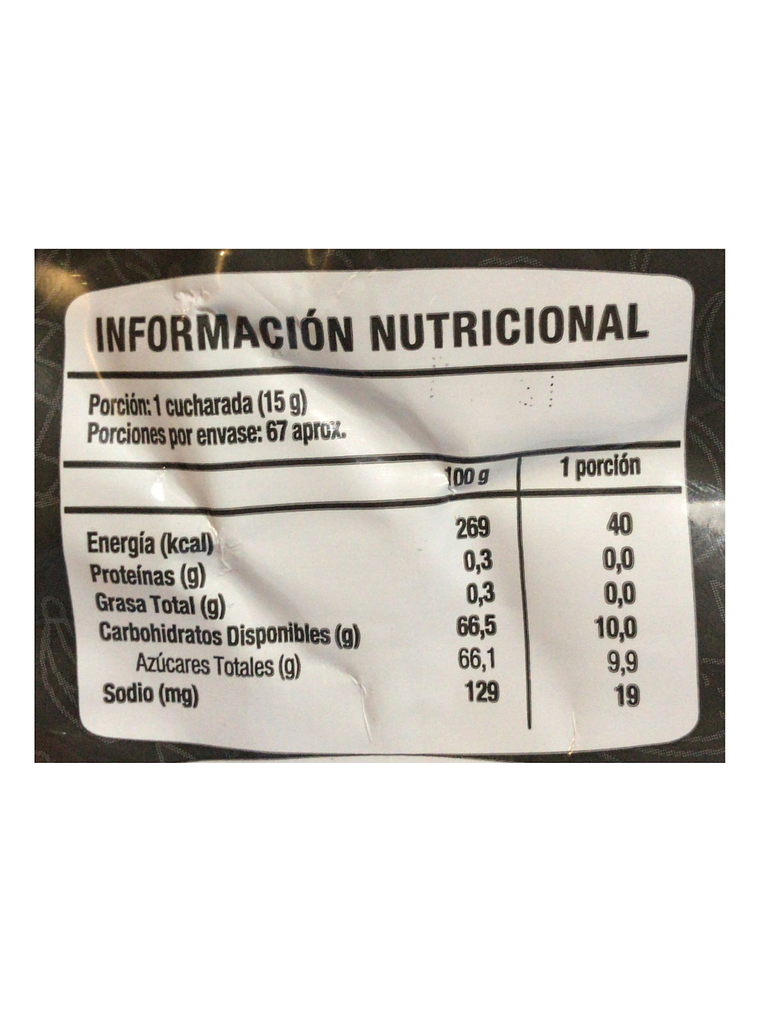 INFORMACIÓN NUTRICIONAL
Porción: 1 cucharada (15 g)
Porciones por envase: 67 aprox.
100 g 1 porción
Energía (kcal) 269 40
Proteínas (g) 0,3 0,0
Grasa Total (g) 0,3 0,0
Carbohidratos Disponibles (g) 66,5 10,0
Azúcares Totales (g) 66,1 9,9
Sodio (mg) 129 19